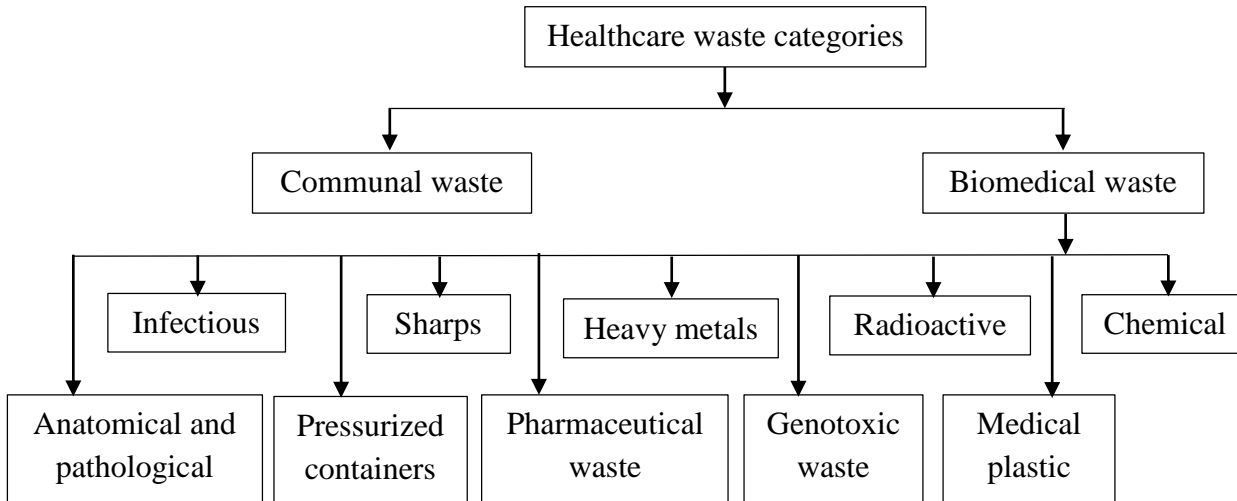 Healthcare waste categories
Communal waste
Biomedical waste
Infectious
Sharps
Heavy metals
Radioactive
Chemical
Anatomical and
pathological
Pressurized
containers
Pharmaceutical
waste
Genotoxic
waste
Medical
plastic